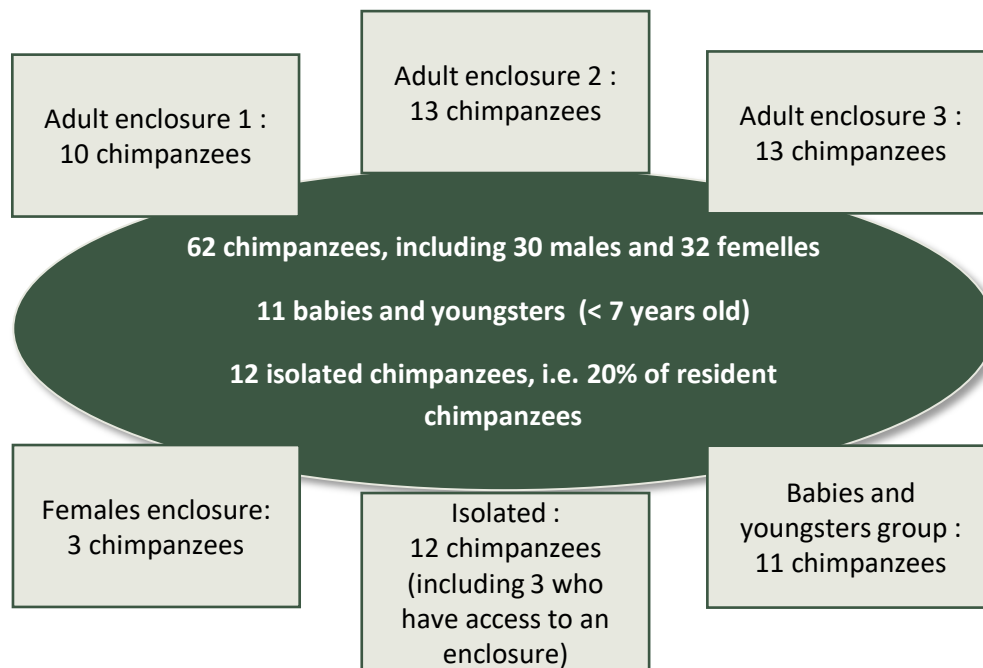 Adult enclosure 1 :
10 chimpanzees
Adult enclosure 2 :
13 chimpanzees
Adult enclosure 3 :
13 chimpanzees
62 chimpanzees, including 30 males and 32 femelles
11 babies and youngsters (< 7 years old)
12 isolated chimpanzees, i.e. 20% of resident
chimpanzees
Females enclosure:
3 chimpanzees
Isolated :
12 chimpanzees
(including 3 who
have access to an
enclosure)
Babies and
youngsters group :
11 chimpanzees